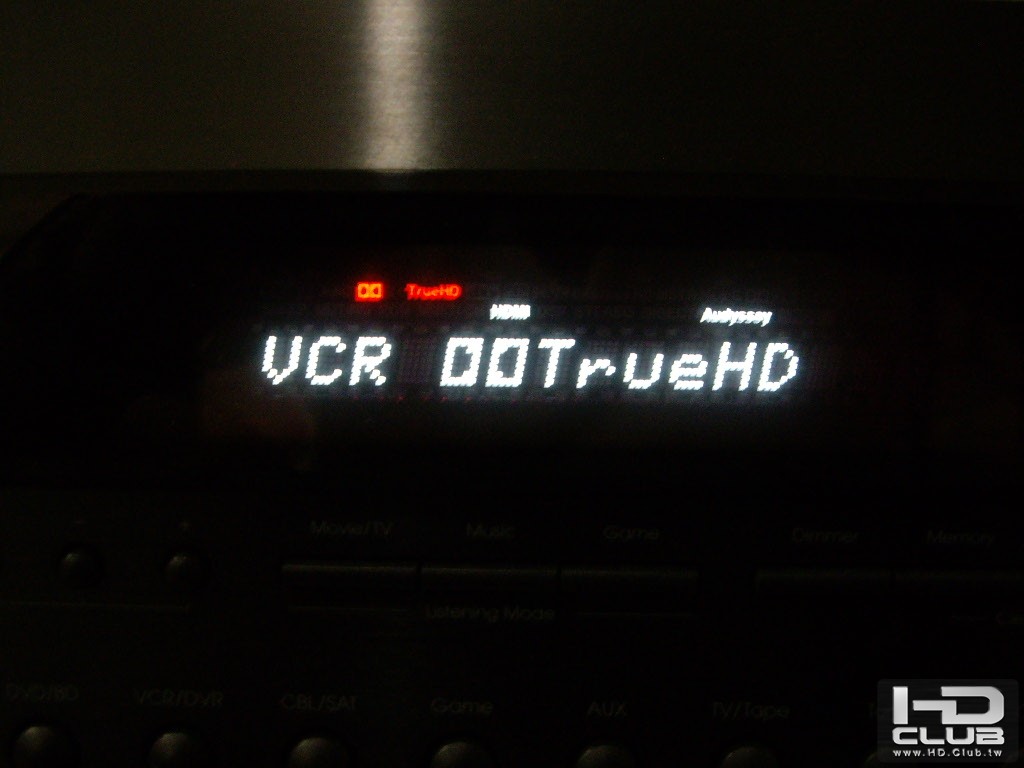 TrueHD
HDMI Audyssey
VCR DDTrueHD
Movie/TV Music Game Dimmer Memory
Listening Mode
DVD/BD VCR/DVR CBL/SAT Game AUX TV/Tape
HD
CLUB
www.HD.Club.tw